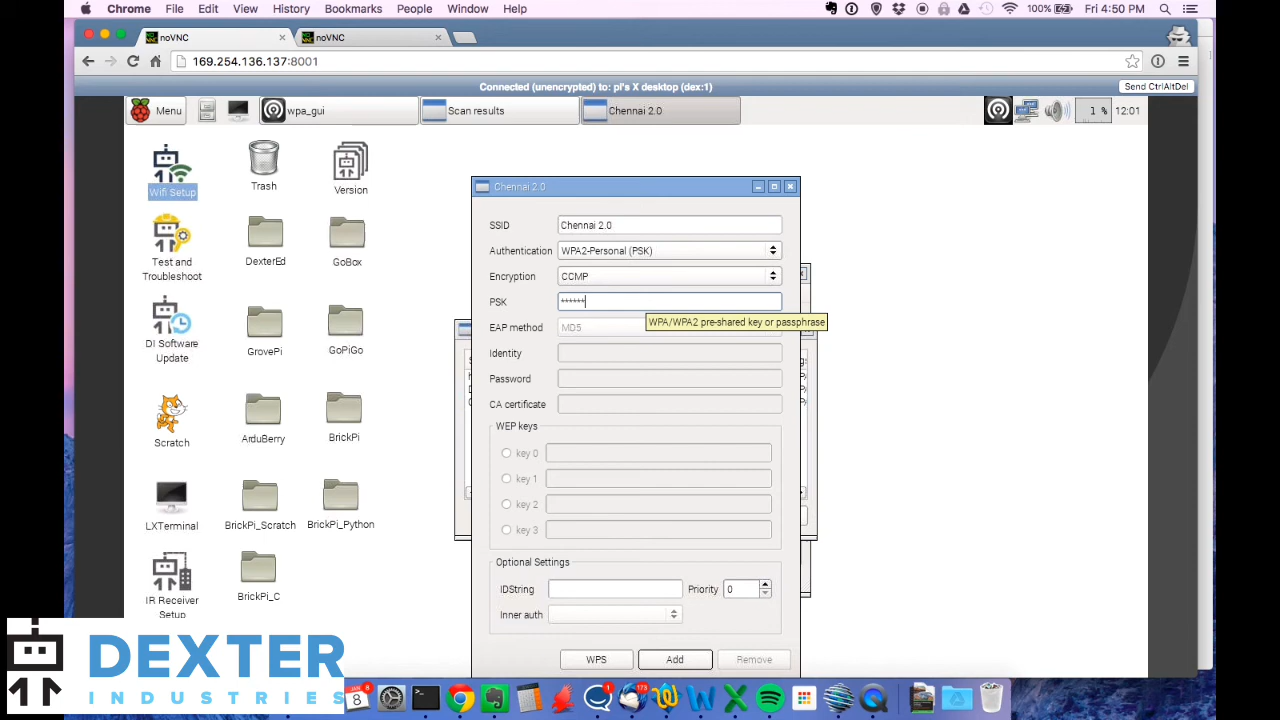 Chrome File Edit View History Bookmarks People Window Help
100% Fri 4:50 PM
noVNC
noVNC
169.254.136.137:8001
Connected (unencrypted) to: pi's X desktop (dex:1)
Send CtrlAltDel
Menu
wpa_gui
Scan results
Chennai 2.0
1 %
12:01
Wifi Setup
Trash
Version
Test and
Troubleshoot
DexterEd
GoBox
DI Software
Update
GrovePi
GoPiGo
Scratch
ArduBerry
BrickPi
LXTerminal
BrickPi_Scratch
BrickPi_Python
IR Receiver
Setup
BrickPi_C
Chennai 2.0
SSID Chennai 2.0
Authentication WPA2-Personal (PSK)
Encryption CCMP
PSK ******
WPA/WPA2 pre-shared key or passphrase
EAP method MD5
Identity
Password
CA certificate
WEP keys
key 0
key 1
key 2
key 3
Optional Settings
IDString
Priority 0
Inner auth
WPS
Add
Remove
DEXTER
INDUSTRIES